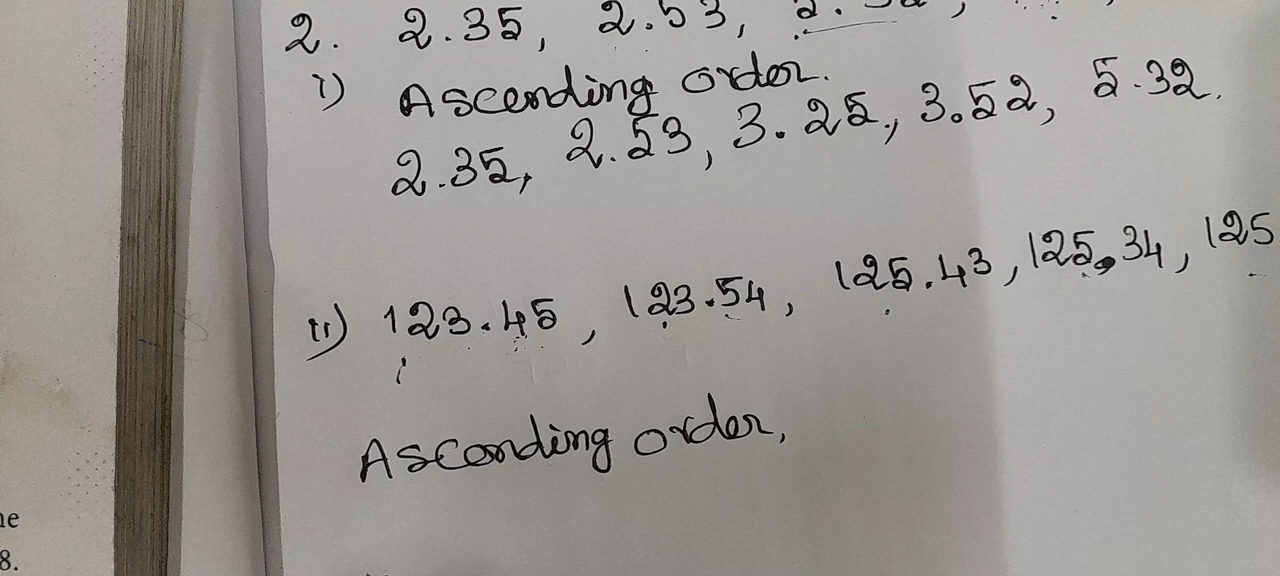 2. 2.35, 2.53,
i) Ascending order.
2.35, 2.53, 3.25, 3.52, 5.32.
ii) 123.45, 123.54, 125.43, 125.34, 125
Ascending order,
8.